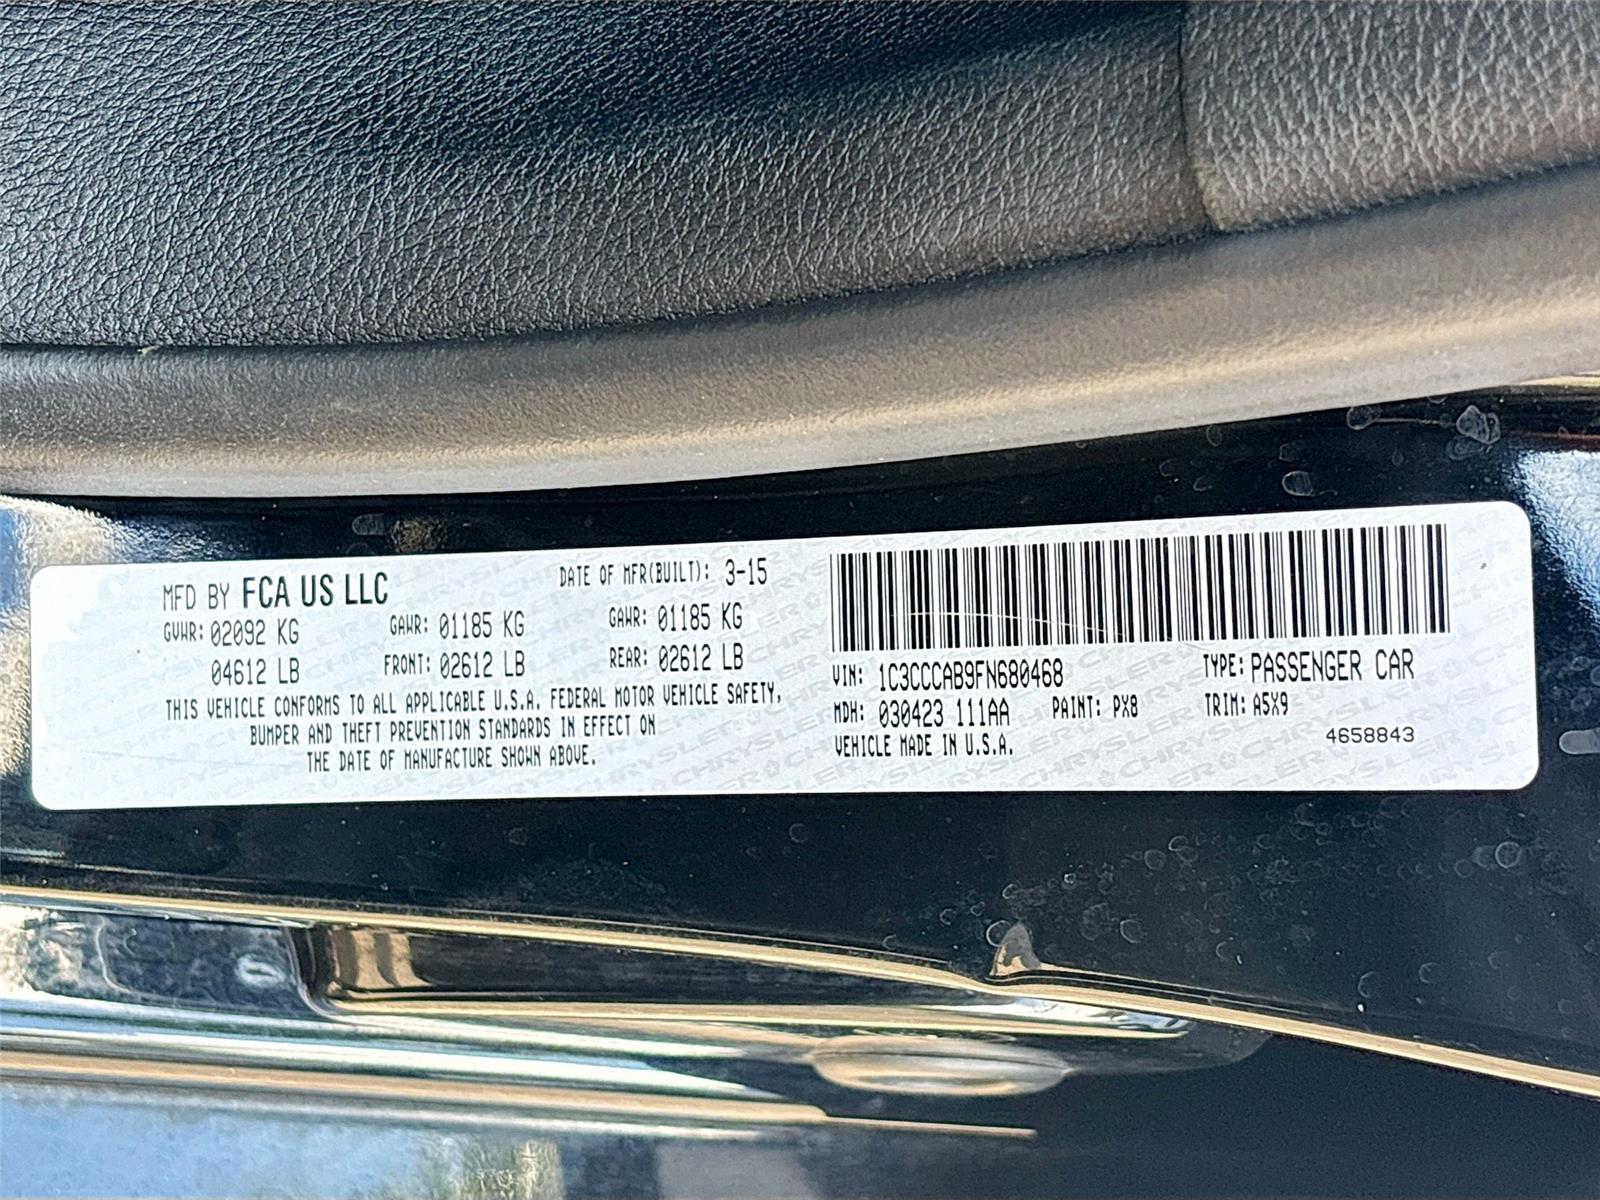 MFD BY FCA US LLC
DATE OF MFR(BUILT): 3-15
GVWR: 02092 KG
GAWR: 01185 KG
GAWR: 01185 KG
04612 LB
FRONT: 02612 LB
REAR: 02612 LB
THIS VEHICLE CONFORMS TO ALL APPLICABLE U.S.A. FEDERAL MOTOR VEHICLE SAFETY,
BUMPER AND THEFT PREVENTION STANDARDS IN EFFECT ON
THE DATE OF MANUFACTURE SHOWN ABOVE.
VIN: 1C3CCCAB9FN680468
TYPE: PASSENGER CAR
MDH: 030423 111AA
PAINT: PX8
TRIM: A5X9
VEHICLE MADE IN U.S.A.
4658843